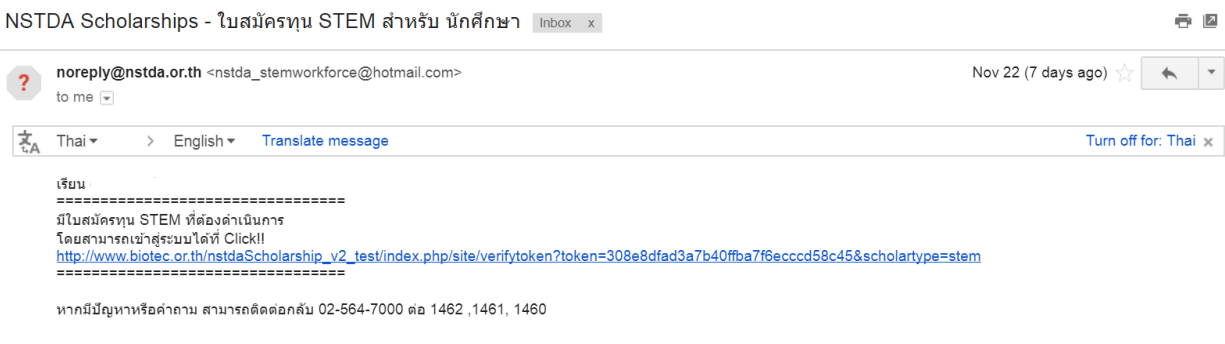 NSTDA Scholarships - ใบสมัครทุน STEM สำหรับ นักศึกษา Inbox x
noreply@nstda.or.th <nstda_stemworkforce@hotmail.com> Nov 22 (7 days ago)
to me
Thai > English Translate message Turn off for: Thai x
เรียน
=================================
มีใบสมัครทุน STEM ที่ต้องดำเนินการ
โดยสามารถเข้าสู่ระบบได้ที่ Click!!
http://www.biotec.or.th/nstdaScholarship_v2_test/index.php/site/verifytoken?token=308e8dfad3a7b40ffba7f6ecccd58c45&scholartype=stem
=================================
หากมีปัญหาหรือคำถาม สามารถติดต่อกลับ 02-564-7000 ต่อ 1462 ,1461, 1460